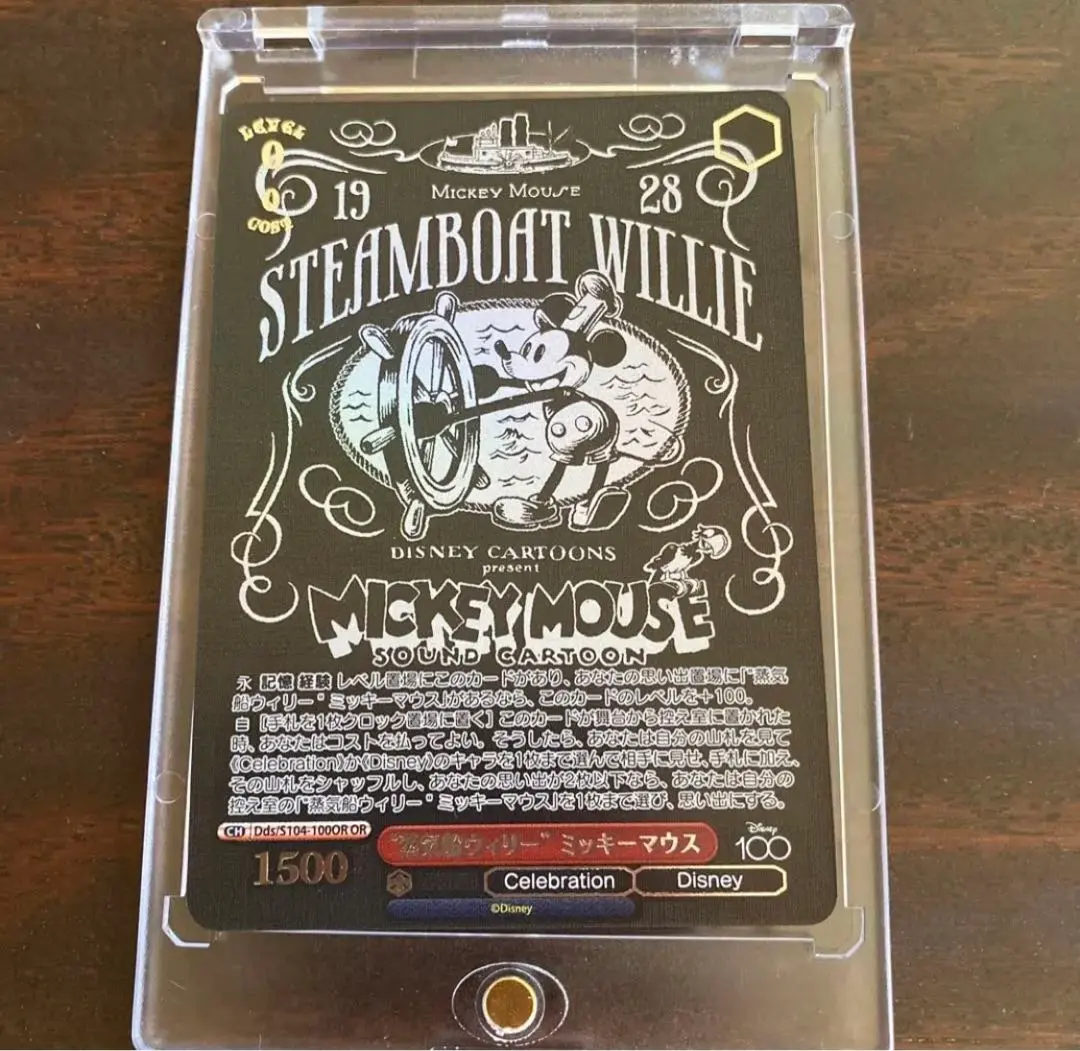 LEVEL
0
0
COST
MICKEY MOUSE
19 28
STEAMBOAT WILLIE
DISNEY CARTOONS
present
MICKEY MOUSE
SOUND CARTOON
永 記憶 経験 レベル置場にこのカードがあり、あなたの思い出置場に「“蒸気
船ウィリー” ミッキーマウス」があるなら、このカードのレベルを+100。
自 [手札を1枚クロック置場に置く] このカードが舞台から控え室に置かれた
時、あなたはコストを払ってよい。そうしたら、あなたは自分の山札を見て
《Celebration》か《Disney》のキャラを1枚まで選んで相手に見せ、手札に加え、
その山札をシャッフルし、あなたの思い出が2枚以下なら、あなたは自分の
控え室の「“蒸気船ウィリー” ミッキーマウス」を1枚まで選び、思い出にする。
CH Dds/S104-100OR OR
“蒸気船ウィリー” ミッキーマウス
Disney
100
1500
Celebration
Disney
©Disney